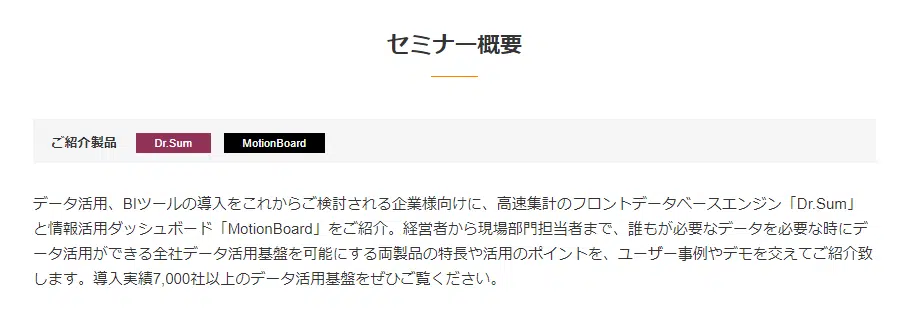 セミナー概要
ご紹介製品 Dr.Sum MotionBoard
データ活用、BIツールの導入をこれからご検討される企業様向けに、高速集計のフロントデータベースエンジン「Dr.Sum」
と情報活用ダッシュボード「MotionBoard」をご紹介。経営者から現場部門担当者まで、誰もが必要なデータを必要な時にデ
ータ活用ができる全社データ活用基盤を可能にする両製品の特長や活用のポイントを、ユーザー事例やデモを交えてご紹介致
します。導入実績7,000社以上のデータ活用基盤をぜひご覧ください。